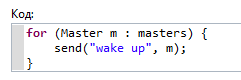 Код:
for (Master m : masters) {
    send("wake up", m);
}